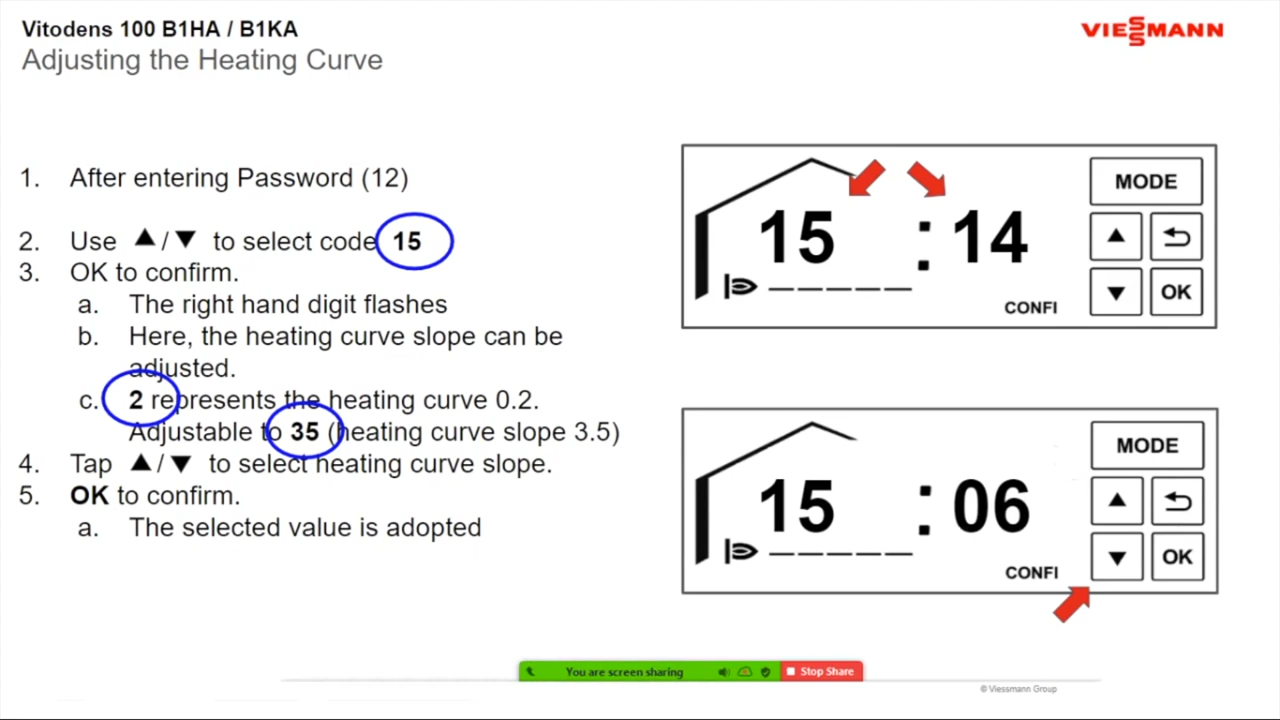 Vitodens 100 B1HA / B1KA
VIESSMANN
Adjusting the Heating Curve
1. After entering Password (12)
2. Use ▲/▼ to select code 15
3. OK to confirm.
a. The right hand digit flashes
b. Here, the heating curve slope can be
adjusted.
c. 2 represents the heating curve 0.2.
Adjustable to 35 (heating curve slope 3.5)
4. Tap ▲/▼ to select heating curve slope.
5. OK to confirm.
a. The selected value is adopted
15 : 14
CONFI
MODE
OK
15 : 06
CONFI
MODE
OK
You are screen sharing
Stop Share
© Viessmann Group